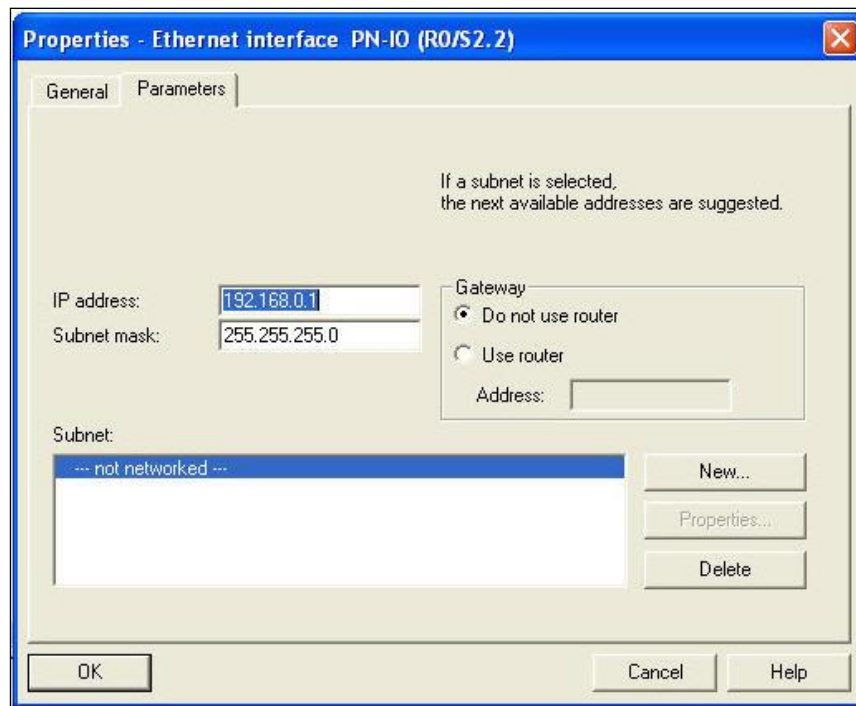 Properties - Ethernet interface PN-IO (R0/S2.2)
General
Parameters
If a subnet is selected,
the next available addresses are suggested.
IP address:
192.168.0.1
Subnet mask:
255.255.255.0
Gateway
Do not use router
Use router
Address:
Subnet:
--- not networked ---
New...
Properties...
Delete
OK
Cancel
Help